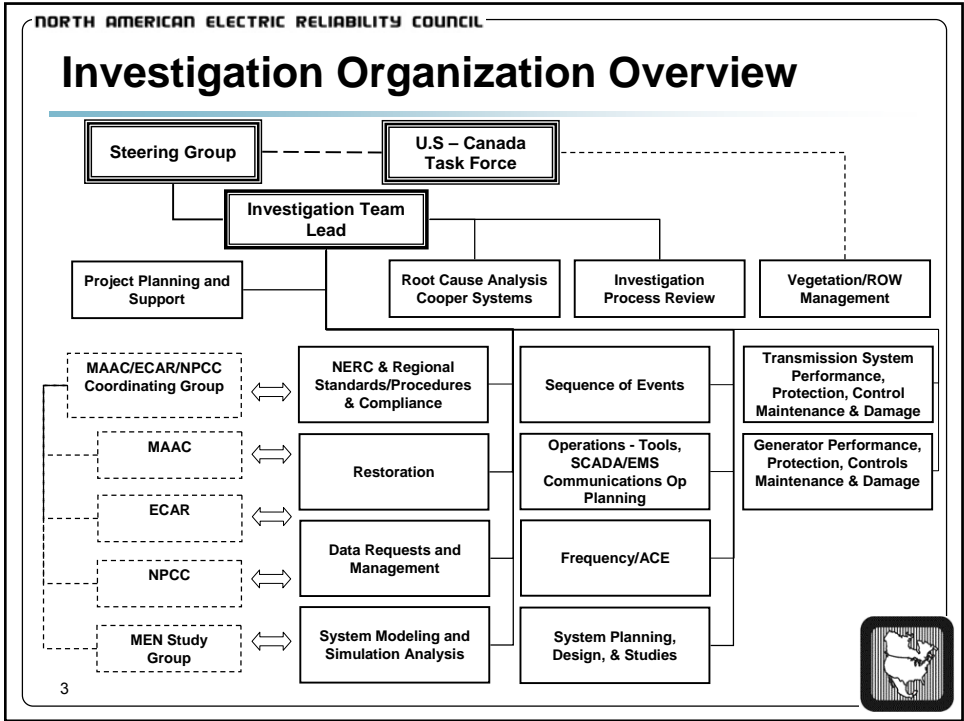 NORTH AMERICAN ELECTRIC RELIABILITY COUNCIL
Investigation Organization Overview
Steering Group
U.S – Canada
Task Force
Investigation Team
Lead
Project Planning and
Support
Root Cause Analysis
Cooper Systems
Investigation
Process Review
Vegetation/ROW
Management
MAAC/ECAR/NPCC
Coordinating Group
NERC & Regional
Standards/Procedures
& Compliance
Sequence of Events
Transmission System
Performance,
Protection, Control
Maintenance & Damage
MAAC
Restoration
Operations - Tools,
SCADA/EMS
Communications Op
Planning
Generator Performance,
Protection, Controls
Maintenance & Damage
ECAR
Data Requests and
Management
Frequency/ACE
NPCC
MEN Study
Group
System Modeling and
Simulation Analysis
System Planning,
Design, & Studies
3